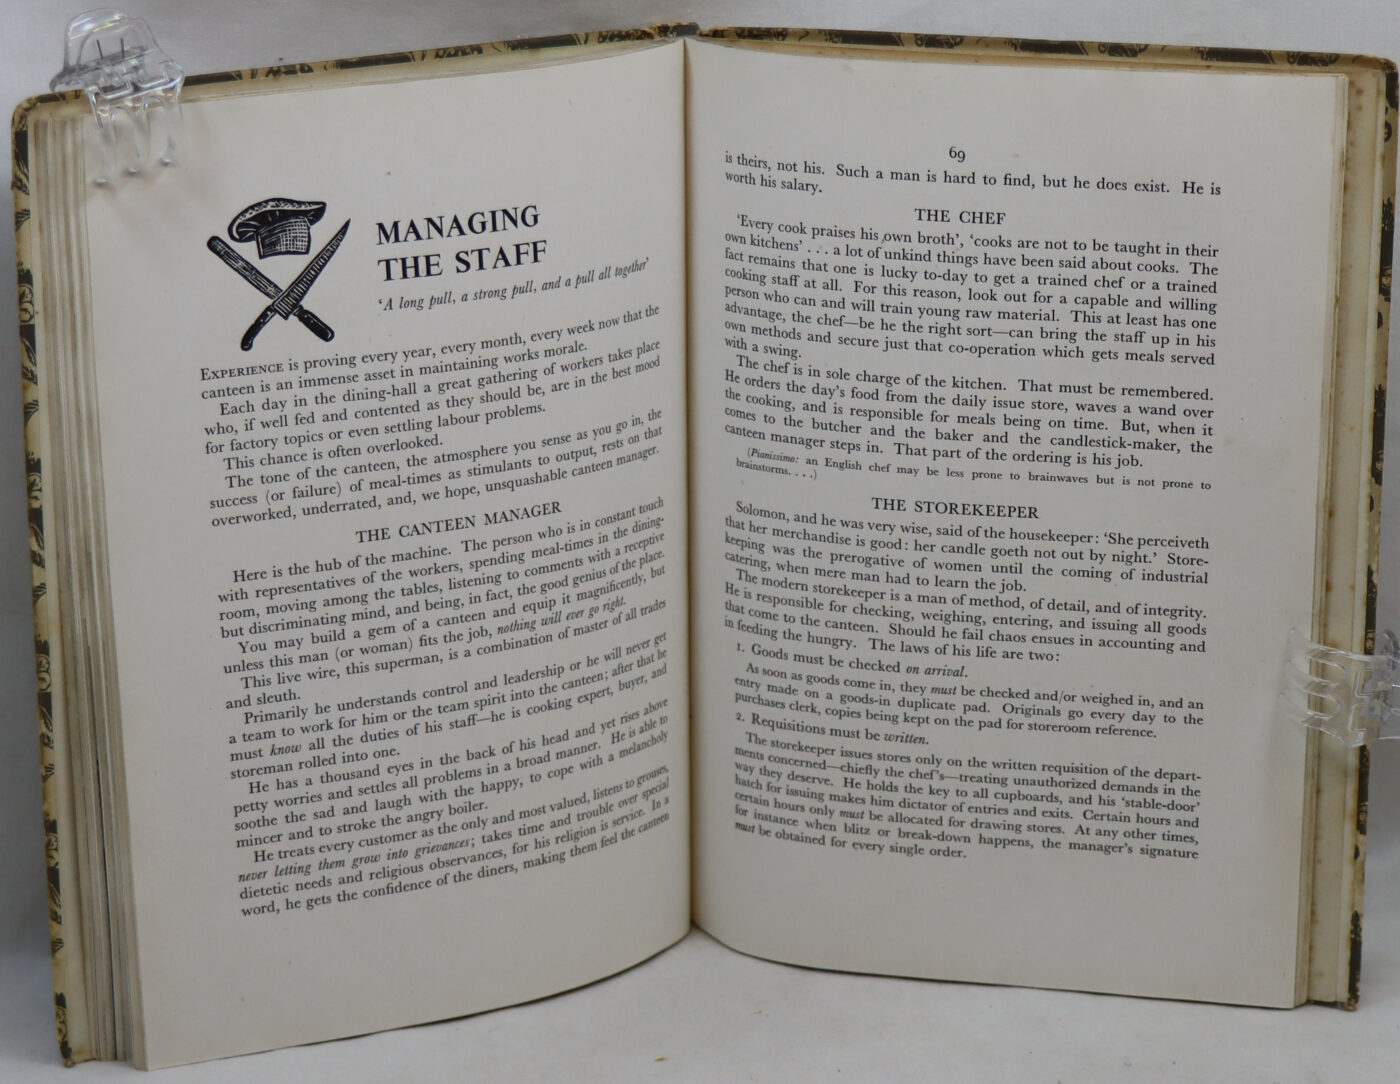 MANAGING
THE STAFF
‘A long pull, a strong pull, and a pull all together’
EXPERIENCE is proving every year, every month, every week now that the
canteen is an immense asset in maintaining works morale.
Each day in the dining-hall a great gathering of workers takes place
who, if well fed and contented as they should be, are in the best mood
for factory topics or even settling labour problems.
This chance is often overlooked.
The tone of the canteen, the atmosphere you sense as you go in, the
success (or failure) of meal-times as stimulants to output, rests on that
overworked, underrated, and, we hope, unsquashable canteen manager.
THE CANTEEN MANAGER
Here is the hub of the machine. The person who is in constant touch
with representatives of the workers, spending meal-times in the dining-
room, moving among the tables, listening to comments with a receptive
but discriminating mind, and being, in fact, the good genius of the place.
You may build a gem of a canteen and equip it magnificently, but
unless this man (or woman) fits the job, nothing will ever go right.
This live wire, this superman, is a combination of master of all trades
and sleuth.
Primarily he understands control and leadership or he will never get
a team to work for him or the team spirit into the canteen; after that he
must know all the duties of his staff—he is cooking expert, buyer, and
storeman rolled into one.
He has a thousand eyes in the back of his head and yet rises above
petty worries and settles all problems in a broad manner. He is able to
soothe the sad and laugh with the happy, to cope with a melancholy
mincer and to stroke the angry boiler.
He treats every customer as the only and most valued, listens to grouses,
never letting them grow into grievances; takes time and trouble over special
dietetic needs and religious observances, for his religion is service. In a
word, he gets the confidence of the diners, making them feel the canteen
69
is theirs, not his. Such a man is hard to find, but he does exist. He is
worth his salary.
THE CHEF
‘Every cook praises his own broth’, ‘cooks are not to be taught in their
own kitchens’ . . . a lot of unkind things have been said about cooks. The
fact remains that one is lucky to-day to get a trained chef or a trained
cooking staff at all. For this reason, look out for a capable and willing
person who can and will train young raw material. This at least has one
advantage, the chef—be he the right sort—can bring the staff up in his
own methods and secure just that co-operation which gets meals served
with a swing.
The chef is in sole charge of the kitchen. That must be remembered.
He orders the day's food from the daily issue store, waves a wand over
the cooking, and is responsible for meals being on time. But, when it
comes to the butcher and the baker and the candlestick-maker, the
canteen manager steps in. That part of the ordering is his job.
(Pianissimo: an English chef may be less prone to brainwaves but is not prone to
brainstorms. . . .)
THE STOREKEEPER
Solomon, and he was very wise, said of the housekeeper: ‘She perceiveth
that her merchandise is good: her candle goeth not out by night.’ Store-
keeping was the prerogative of women until the coming of industrial
catering, when mere man had to learn the job.
The modern storekeeper is a man of method, of detail, and of integrity.
He is responsible for checking, weighing, entering, and issuing all goods
that come to the canteen. Should he fail chaos ensues in accounting and
in feeding the hungry. The laws of his life are two:
1. Goods must be checked on arrival.
As soon as goods come in, they must be checked and/or weighed in, and an
entry made on a goods-in duplicate pad. Originals go every day to the
purchases clerk, copies being kept on the pad for storeroom reference.
2. Requisitions must be written.
The storekeeper issues stores only on the written requisition of the depart-
ments concerned—chiefly the chef's—treating unauthorized demands in the
way they deserve. He holds the key to all cupboards, and his ‘stable-door’
hatch for issuing makes him dictator of entries and exits. Certain hours and
certain hours only must be allocated for drawing stores. At any other times,
for instance when blitz or break-down happens, the manager's signature
must be obtained for every single order.